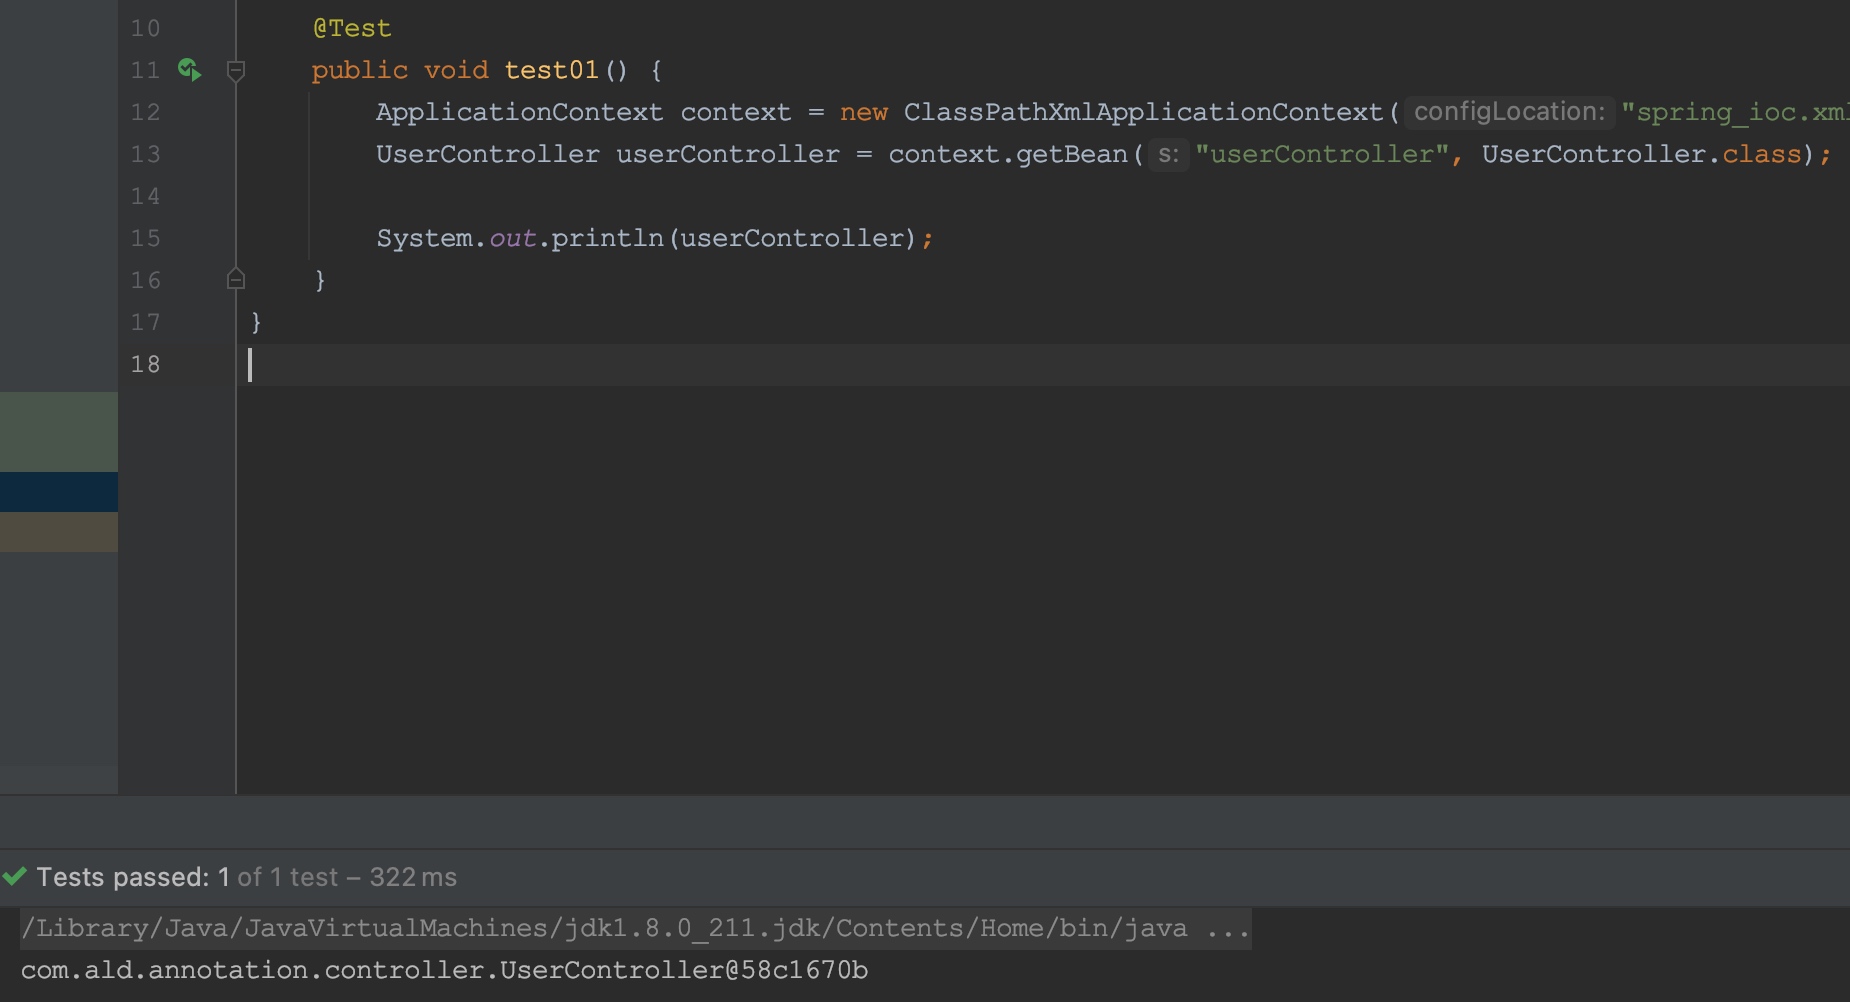 10 @Test
11 public void test01() {
12 ApplicationContext context = new ClassPathXmlApplicationContext( configLocation: "spring_ioc.xml
13 UserController userController = context.getBean( s: "userController", UserController.class);
14
15 System.out.println(userController);
16 }
17 }
18
Tests passed: 1 of 1 test – 322 ms
/Library/Java/JavaVirtualMachines/jdk1.8.0_211.jdk/Contents/Home/bin/java ...
com.ald.annotation.controller.UserController@58c1670b